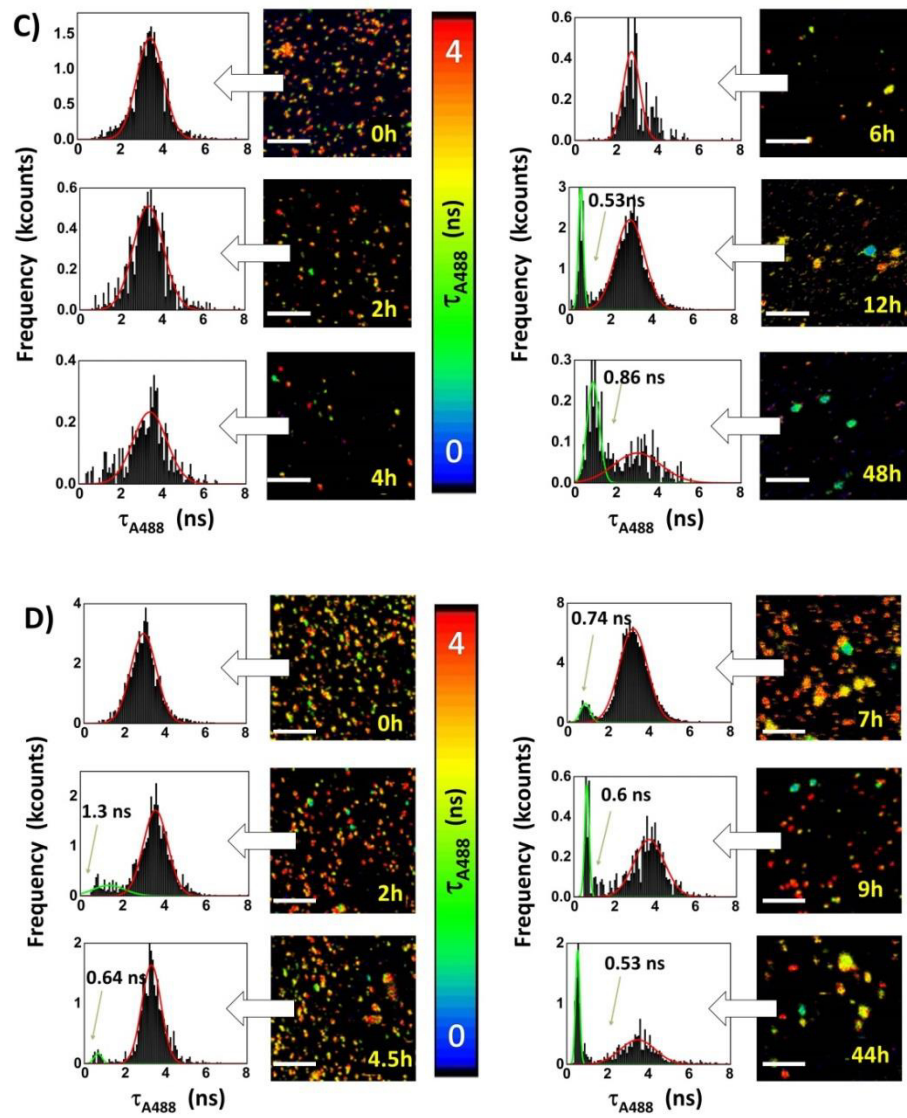 C)
Frequency (kcounts)
1.5
1.0
0.5
0.0
0 2 4 6 8
0h
0.6
0.4
0.2
0.0
0 2 4 6 8
2h
0.4
0.2
0.0
0 2 4 6 8
4h
τA488 (ns)
4
τA488 (ns)
0
Frequency (kcounts)
0.6
0.4
0.2
0.0
0 2 4 6 8
6h
3
2
1
0
0.53ns
0 2 4 6 8
12h
0.3
0.2
0.1
0.0
0.86 ns
0 2 4 6 8
48h
τA488 (ns)
D)
Frequency (kcounts)
4
2
0
0 2 4 6 8
0h
2
1
0
1.3 ns
0 2 4 6 8
2h
2
1
0
0.64 ns
0 2 4 6 8
4.5h
τA488 (ns)
4
τA488 (ns)
0
Frequency (kcounts)
8
4
0
0.74 ns
0 2 4 6 8
7h
0.6
0.4
0.2
0.0
0.6 ns
0 2 4 6 8
9h
2
1
0
0.53 ns
0 2 4 6 8
44h
τA488 (ns)